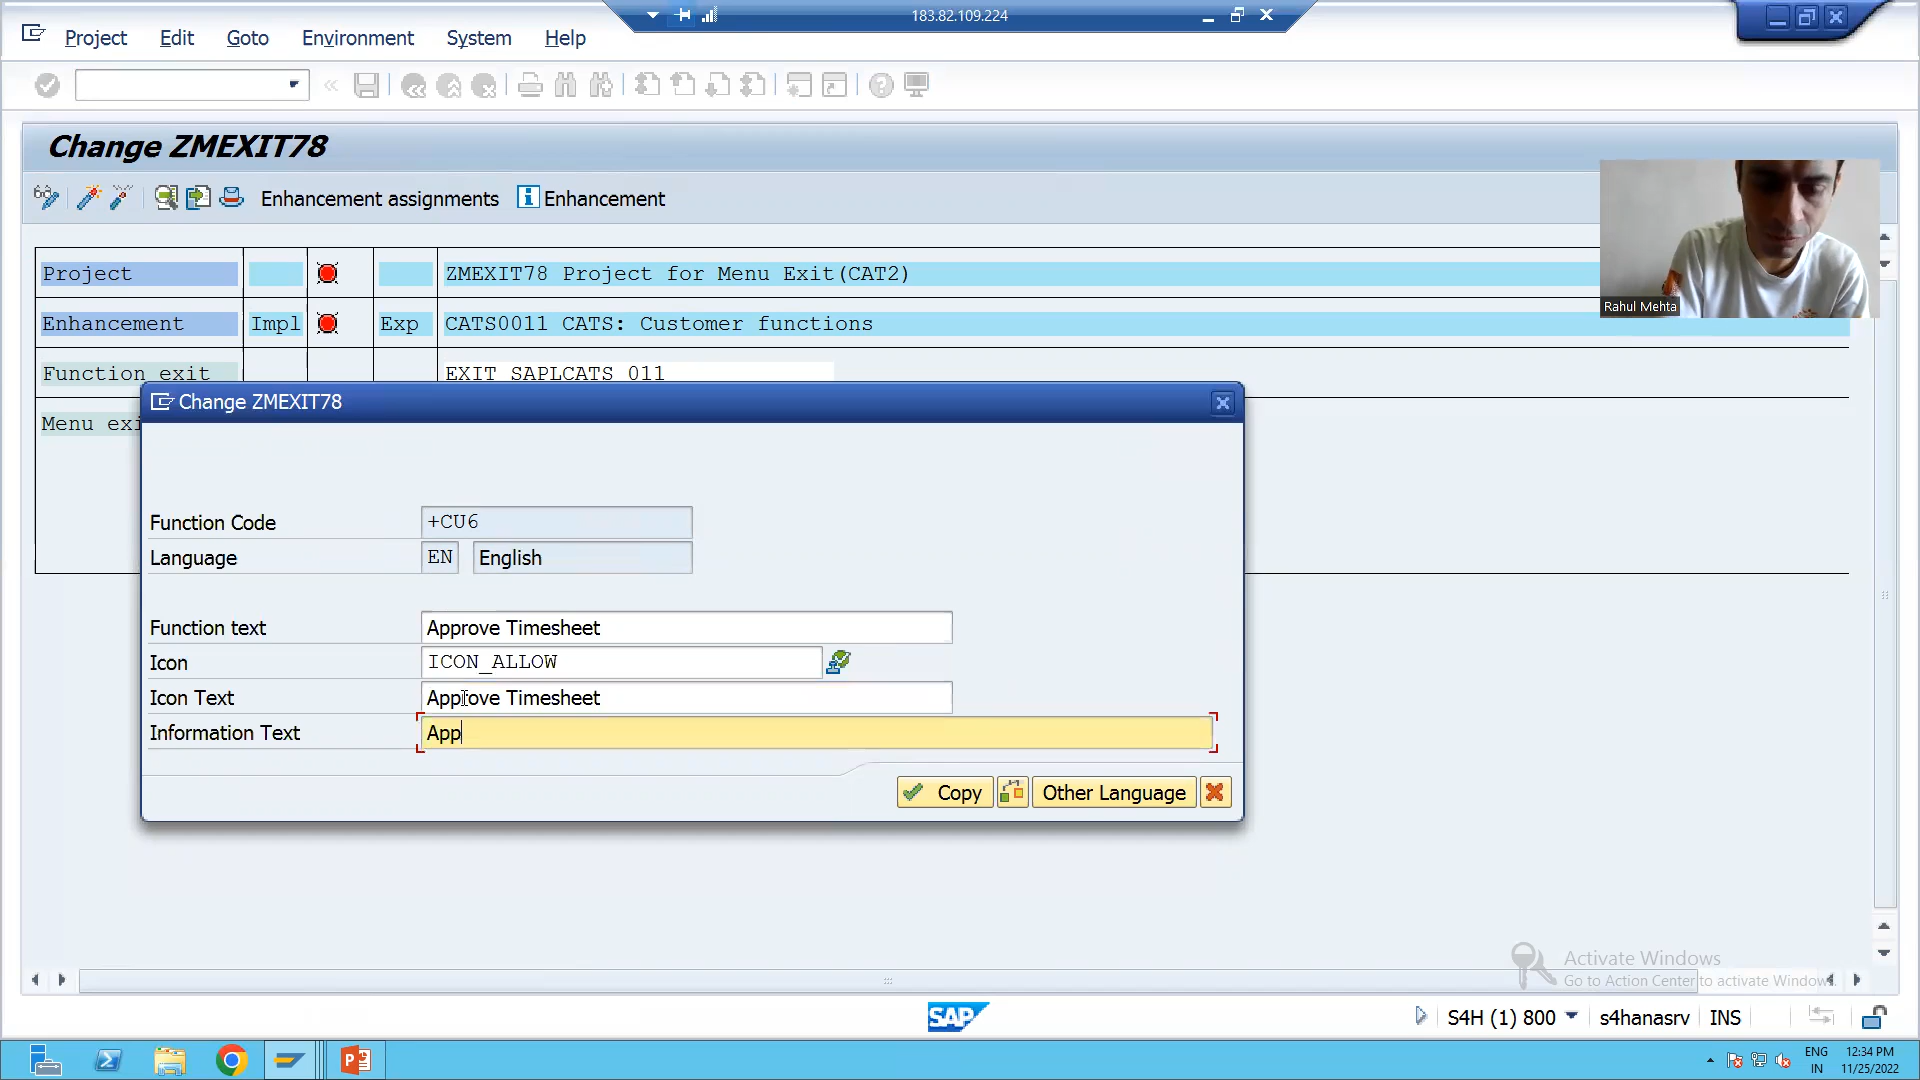 183.82.109.224
Project Edit Goto Environment System Help
Change ZMEXIT78
Enhancement assignments Enhancement
Rahul Mehta
Project ZMEXIT78 Project for Menu Exit(CAT2)
Enhancement Impl Exp CATS0011 CATS: Customer functions
Function exit EXIT_SAPLCATS_011
Menu exi
Change ZMEXIT78
Function Code +CU6
Language EN English
Function text Approve Timesheet
Icon ICON_ALLOW
Icon Text Approve Timesheet
Information Text App
Copy Other Language
Activate Windows
Go to Action Center to activate Windows.
SAP
S4H (1) 800 s4hanasrv INS
ENG 12:34 PM
IN 11/25/2022